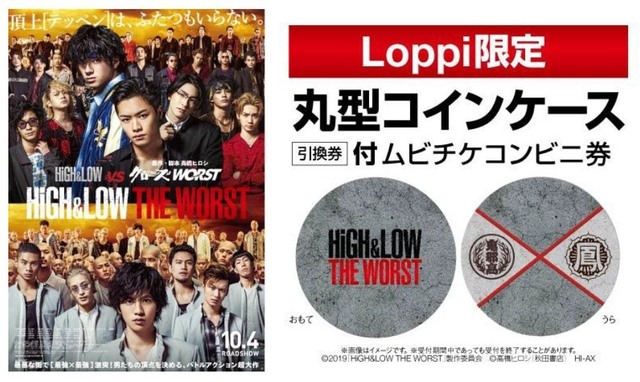 頂上[テッペン]は、ふたつもいらない。
原作・脚本 髙橋ヒロシ
HiGH&LOW VS クローズ WORST
HiGH&LOW THE WORST
10.4
ROADSHOW
最悪な街で【最強×最強】激突!男たちの頂点を決める、バトルアクション超大作
Loppi限定
丸型コインケース
引換券 付ムビチケコンビニ券
HiGH&LOW
THE WORST
鬼邪高
鳳
おもて
うら
※画像はイメージです。※受付期間中であっても受付を終了することがあります。
©2019「HiGH&LOW THE WORST」製作委員会 ©髙橋ヒロシ(秋田書店) HI-AX